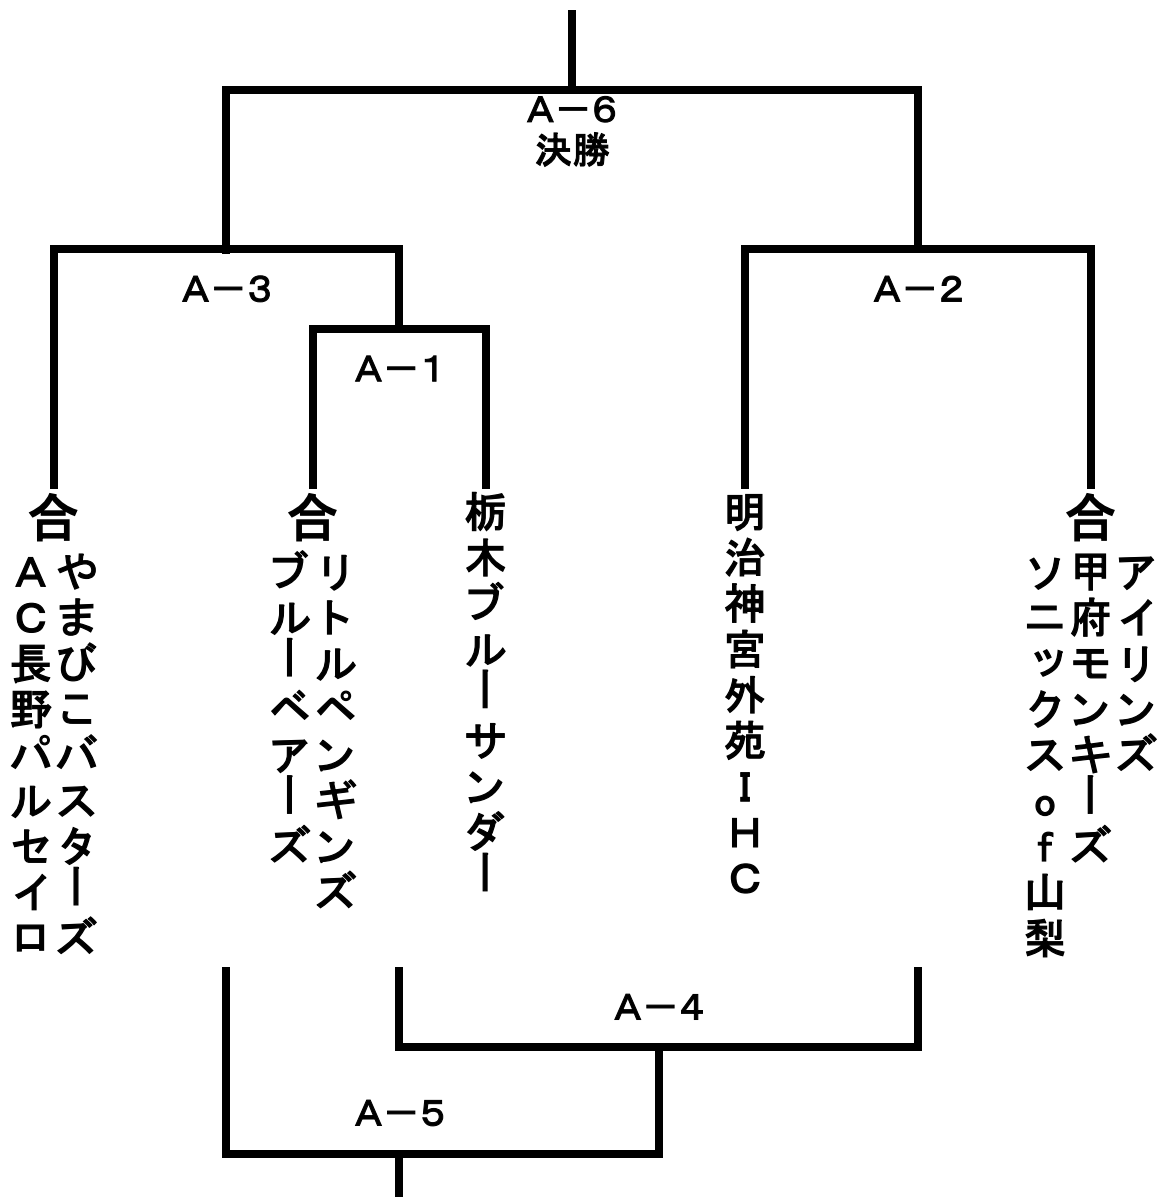 A－6
決勝
A－3
A－2
A－1
合
やまびこバスターズ
AC長野パルセイロ
合
リトルペンギンズ
ブルーベアーズ
栃木ブルーサンダー
明治神宮外苑IHC
合
アイリンズ
甲府モンキーズ
ソニックスof山梨
A－4
A－5